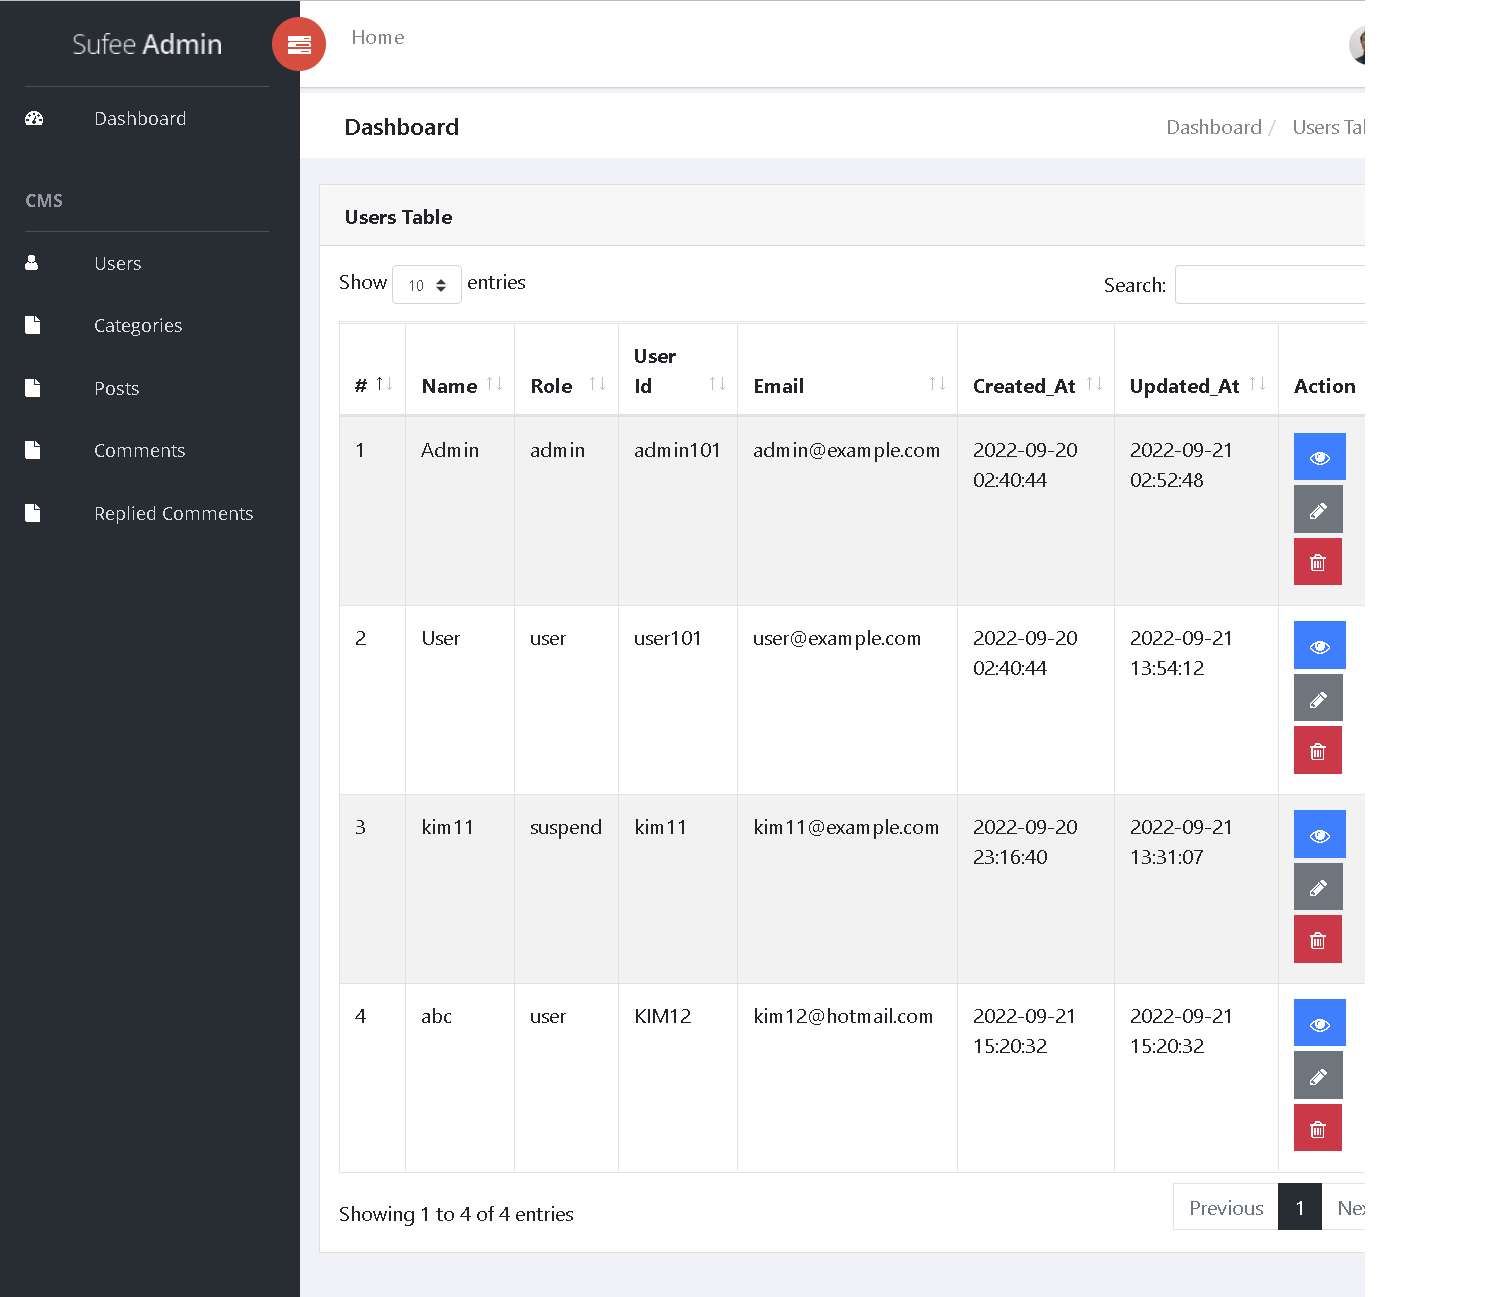 Sufee Admin
Home
Dashboard
CMS
Users
Categories
Posts
Comments
Replied Comments
Dashboard
Dashboard / Users
Users Table
Show 10 entries
Search:
# Name Role User Id Email Created_At Updated_At Action
1 Admin admin admin101 admin@example.com 2022-09-20 02:40:44 2022-09-21 02:52:48
2 User user user101 user@example.com 2022-09-20 02:40:44 2022-09-21 13:54:12
3 kim11 suspend kim11 kim11@example.com 2022-09-20 23:16:40 2022-09-21 13:31:07
4 abc user KIM12 kim12@hotmail.com 2022-09-21 15:20:32 2022-09-21 15:20:32
Showing 1 to 4 of 4 entries
Previous 1